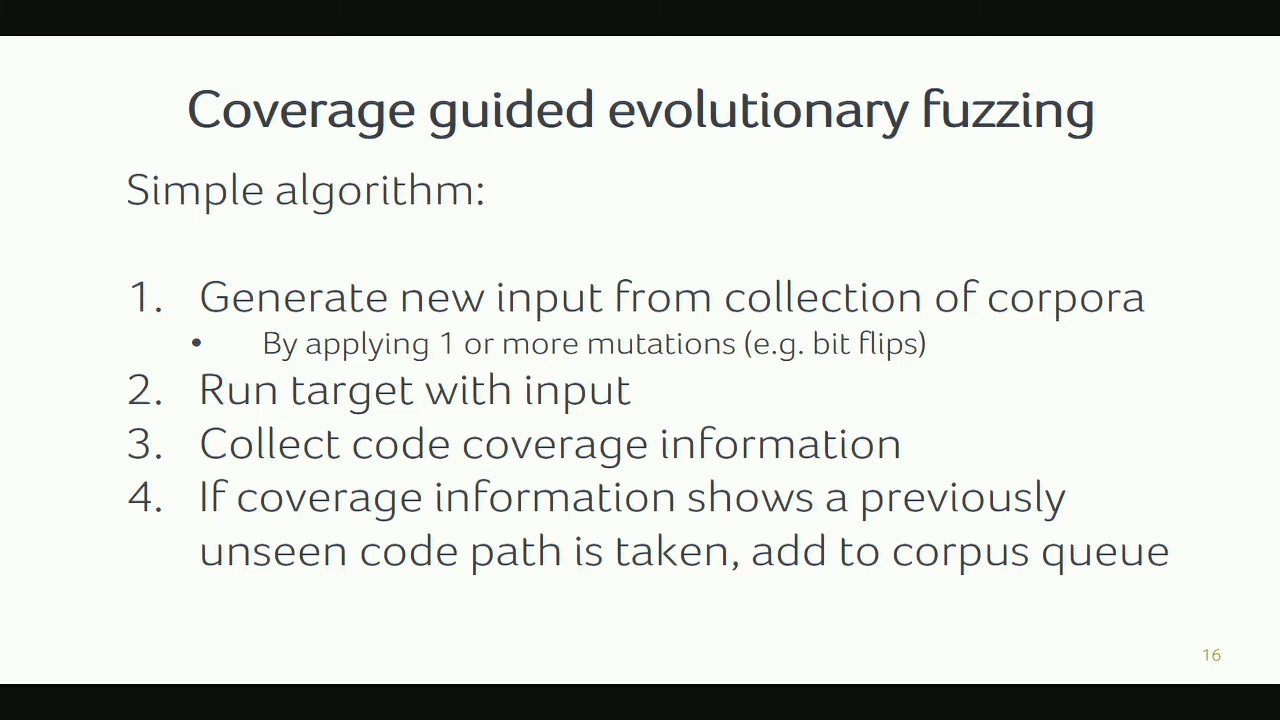 Coverage guided evolutionary fuzzing
Simple algorithm:
1. Generate new input from collection of corpora
• By applying 1 or more mutations (e.g. bit flips)
2. Run target with input
3. Collect code coverage information
4. If coverage information shows a previously
unseen code path is taken, add to corpus queue
16